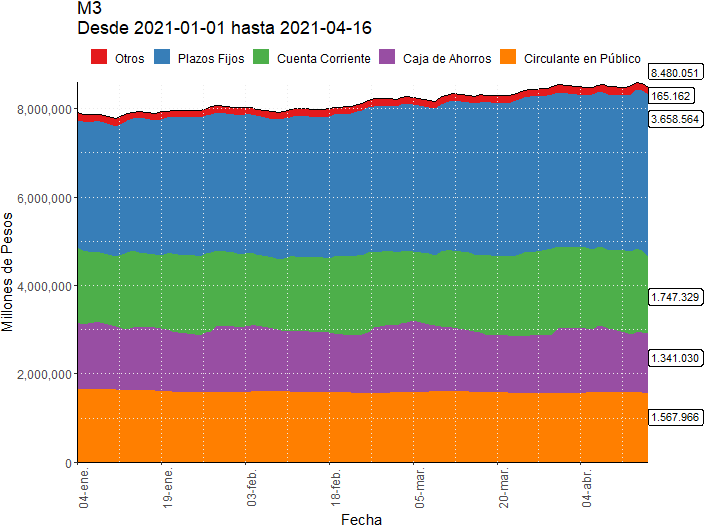 M3
Desde 2021-01-01 hasta 2021-04-16
Otros Plazos Fijos Cuenta Corriente Caja de Ahorros Circulante en Público
8.480.051
165.162
3.658.564
1.747.329
1.341.030
1.567.966
8,000,000
6,000,000
4,000,000
2,000,000
0
Millones de Pesos
04-ene.
19-ene.
03-feb.
18-feb.
05-mar.
20-mar.
04-abr.
Fecha